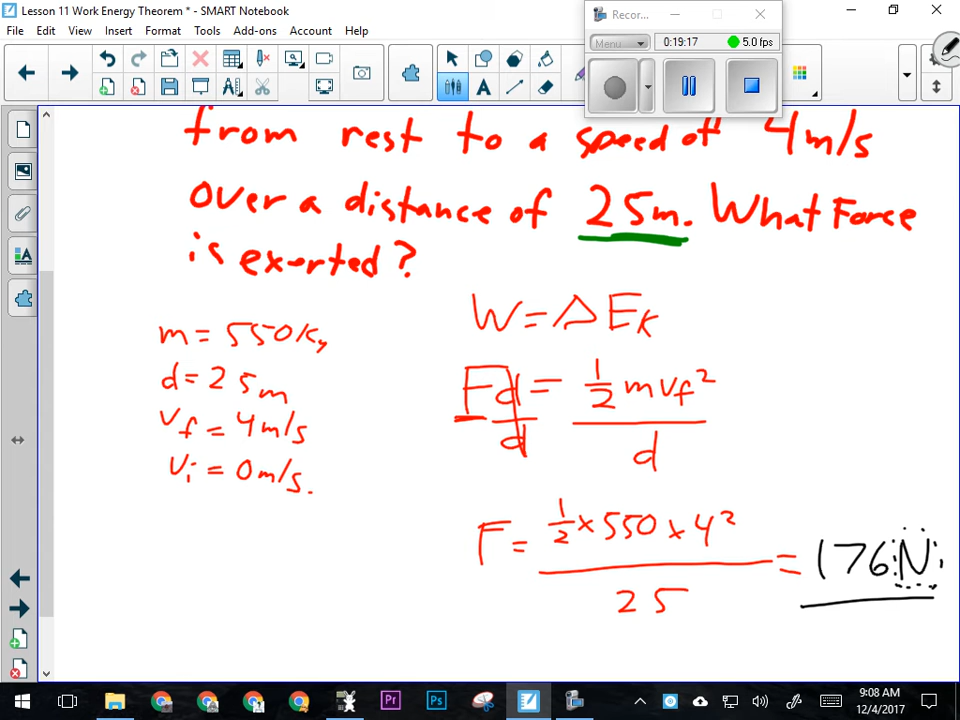 Lesson 11 Work Energy Theorem * - SMART Notebook
Recor...
File Edit View Insert Format Tools Add-ons Account Help
Menu 0:19:17 5.0 fps
from rest to a speed of 4m/s
over a distance of 25m. What Force
is exerted?
W = ΔEK
m = 550kg
d = 25m
vf = 4m/s
vi = 0m/s.
Fd/d = ½mvf²/d
F = ½ × 550 × 4² / 25 = 176N
9:08 AM
12/4/2017